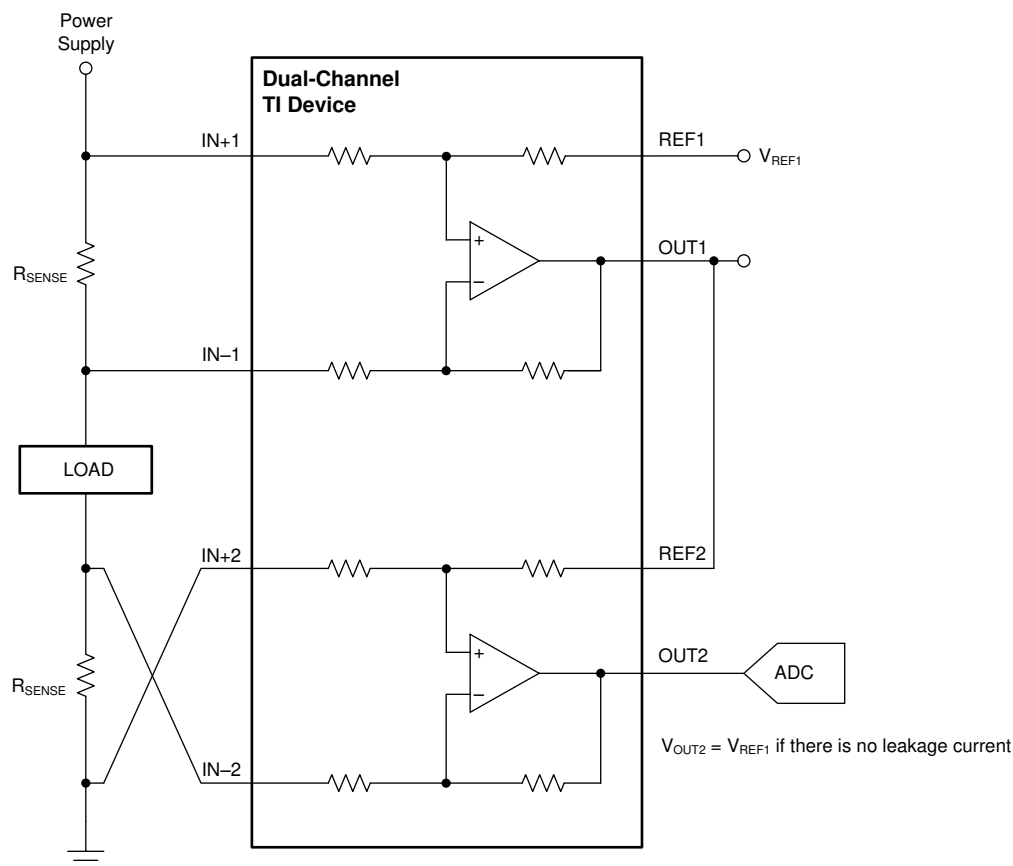 Power
Supply
Dual-Channel
TI Device
IN+1
REF1
V_REF1
+
OUT1
R_SENSE
–
IN–1
LOAD
IN+2
REF2
+
OUT2
R_SENSE
–
ADC
V_OUT2 = V_REF1 if there is no leakage current
IN–2